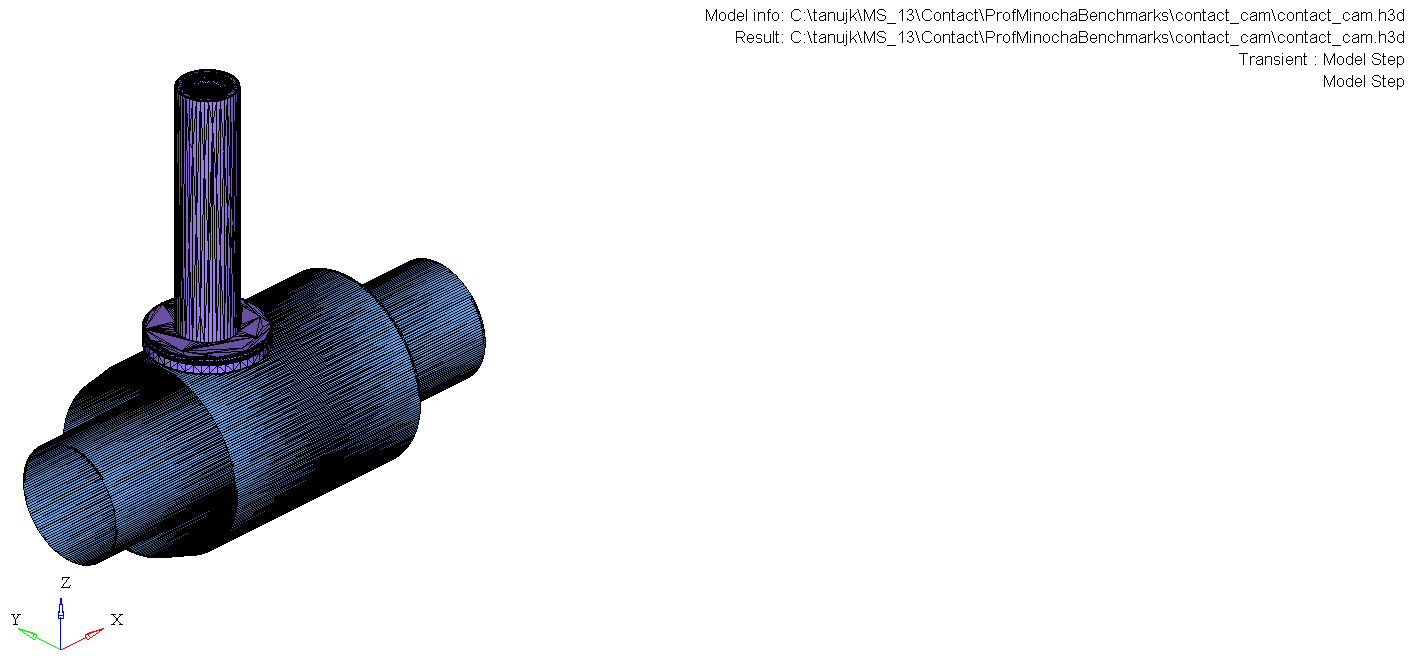 Model info: C:\tanujk\MS_13\Contact\ProfMinochaBenchmarks\contact_cam\contact_cam.h3d
Result: C:\tanujk\MS_13\Contact\ProfMinochaBenchmarks\contact_cam\contact_cam.h3d
Transient : Model Step
Model Step
Z
Y
X